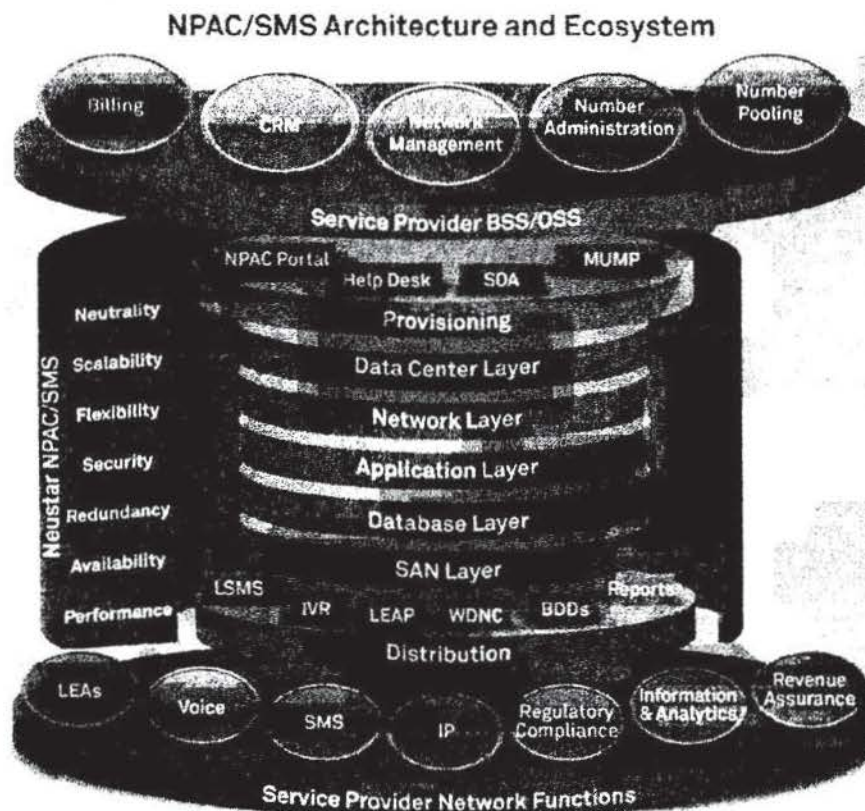 NPAC/SMS Architecture and Ecosystem
Billing
CRM
Network
Management
Number
Administration
Number
Pooling
Service Provider BSS/OSS
NPAC Portal
Help Desk
SOA
MUMP
Neustar NPAC/SMS
Neutrality
Scalability
Flexibility
Security
Redundancy
Availability
Performance
Provisioning
Data Center Layer
Network Layer
Application Layer
Database Layer
SAN Layer
LSMS
IVR
LEAP
WDNC
BDDs
Reports
Distribution
LEAs
Voice
SMS
IP
Regulatory
Compliance
Information
& Analytics
Revenue
Assurance
Service Provider Network Functions